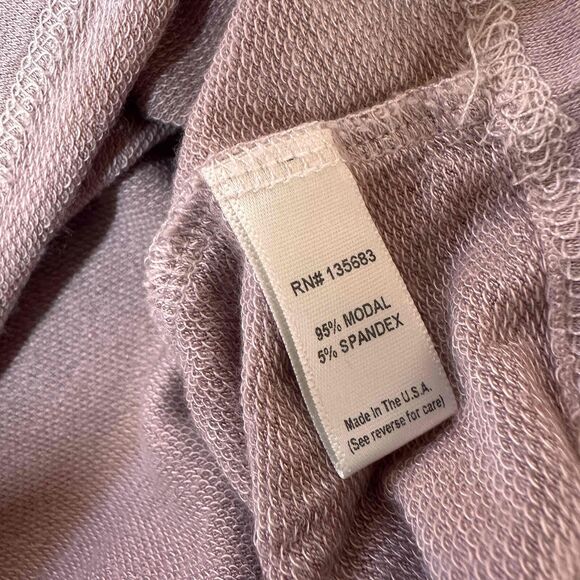 RN# 135683
95% MODAL
5% SPANDEX
Made In The U.S.A.
(See reverse for care)